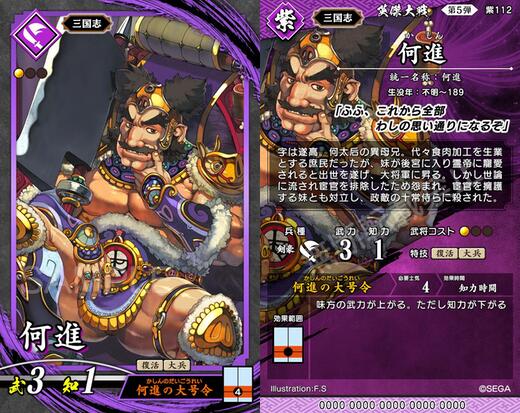 三国志
何進
復活 大兵
武3 知1
かしんのだいごうれい
何進の大号令
4
紫
三国志
英傑大戦
第5弾
紫112
かしん
何進
統一名称：何進
生没年：不明～189
「ふふ、これから全部
わしの思い通りになるぞ」
字は遂高。何太后の異母兄。代々食肉加工を生業
とする庶民だったが、妹が後宮に入り霊帝に寵愛
されると出世を遂げ、大将軍に昇る。しかし世論
に流され宦官を排除したため怨まれ、宦官を擁護
する妹とも対立し、政敵の十常侍らに殺された。
兵種 武力 知力 武将コスト
剣豪 3 1
特技 復活 大兵
かしんのだいごうれい 必要士気 効果時間
何進の大号令 4 知力時間
味方の武力が上がる。ただし知力が下がる
効果範囲
Illustration:F.S
©SEGA
0000 0000 0000 0000 0000